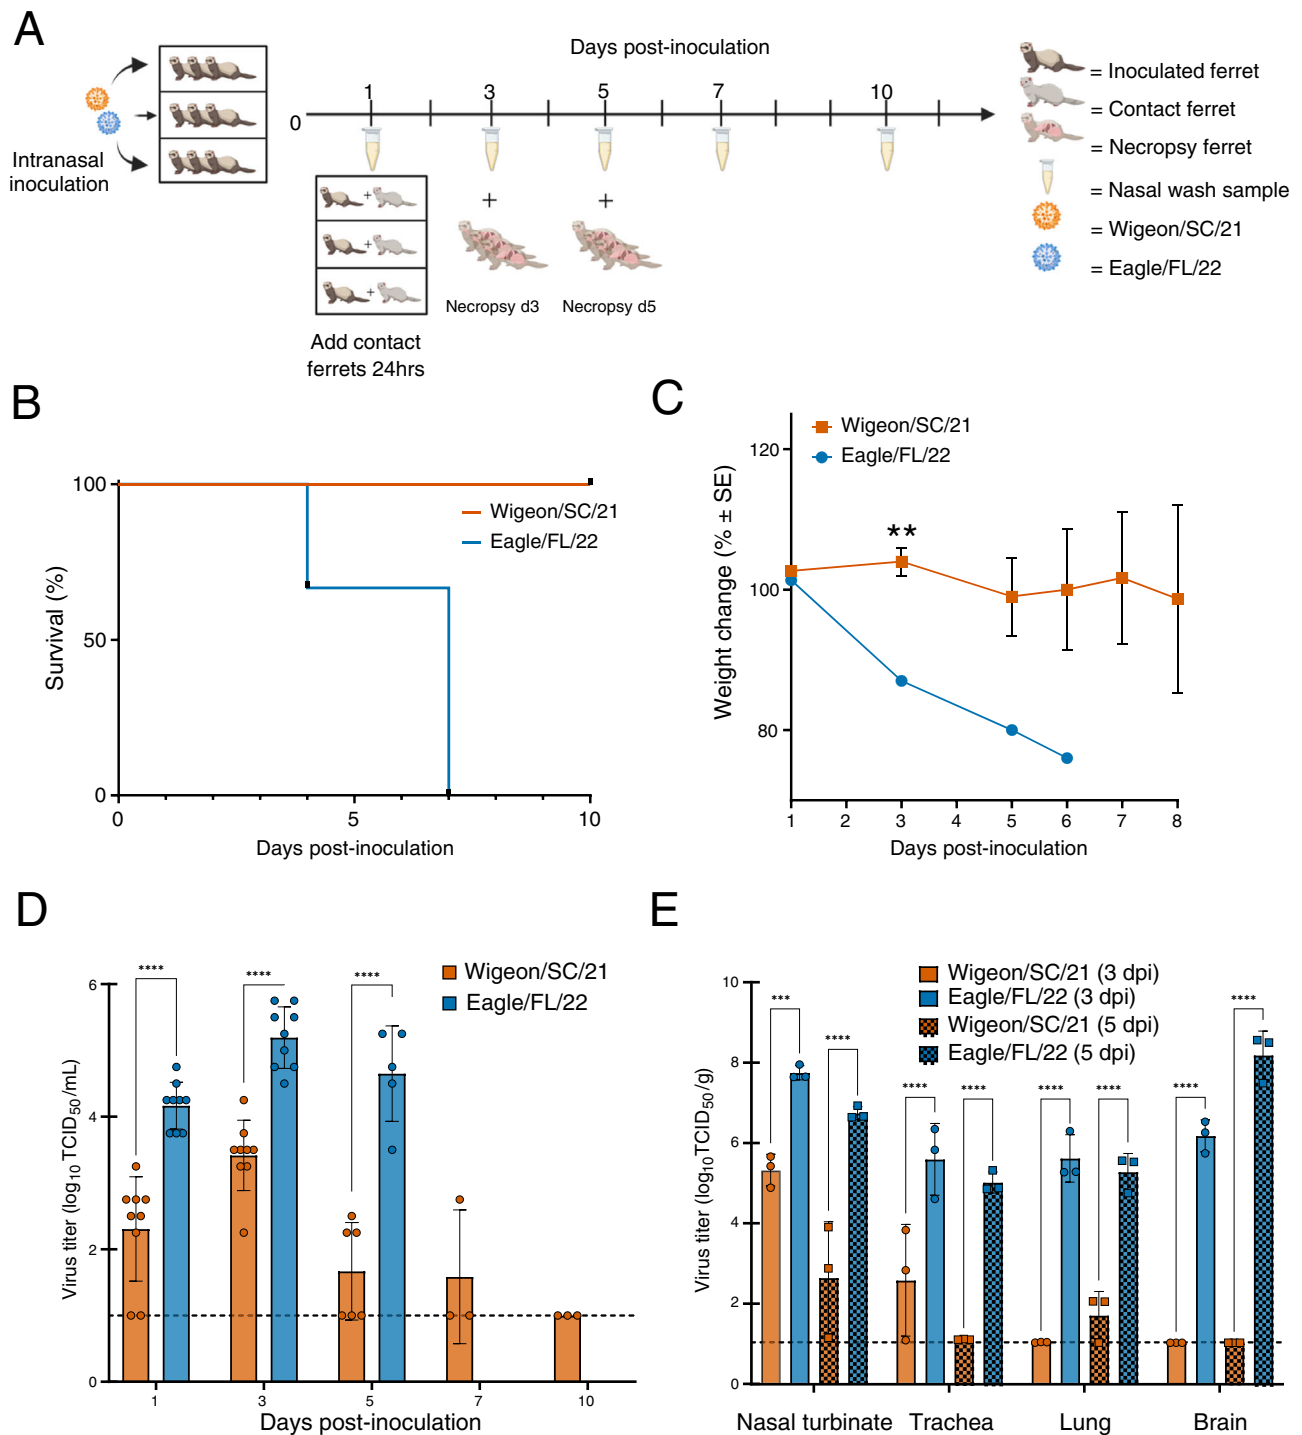 A
Days post-inoculation
1 3 5 7 10
0
Intranasal
inoculation
+
+
+
+ +
Necropsy d3 Necropsy d5
Add contact
ferrets 24hrs
= Inoculated ferret
= Contact ferret
= Necropsy ferret
= Nasal wash sample
= Wigeon/SC/21
= Eagle/FL/22
B
Survival (%)
100
50
0
0 5 10
Days post-inoculation
Wigeon/SC/21
Eagle/FL/22
C
Weight change (% ± SE)
120
100
80
Wigeon/SC/21
Eagle/FL/22
**
1 2 3 4 5 6 7 8
Days post-inoculation
D
Virus titer (log10 TCID50/mL)
6
4
2
0
**** **** ****
Wigeon/SC/21
Eagle/FL/22
1 3 5 7 10
Days post-inoculation
E
Virus titer (log10TCID50/g)
10
8
6
4
2
0
Wigeon/SC/21 (3 dpi)
Eagle/FL/22 (3 dpi)
Wigeon/SC/21 (5 dpi)
Eagle/FL/22 (5 dpi)
*** **** **** **** **** **** **** ****
Nasal turbinate Trachea Lung Brain